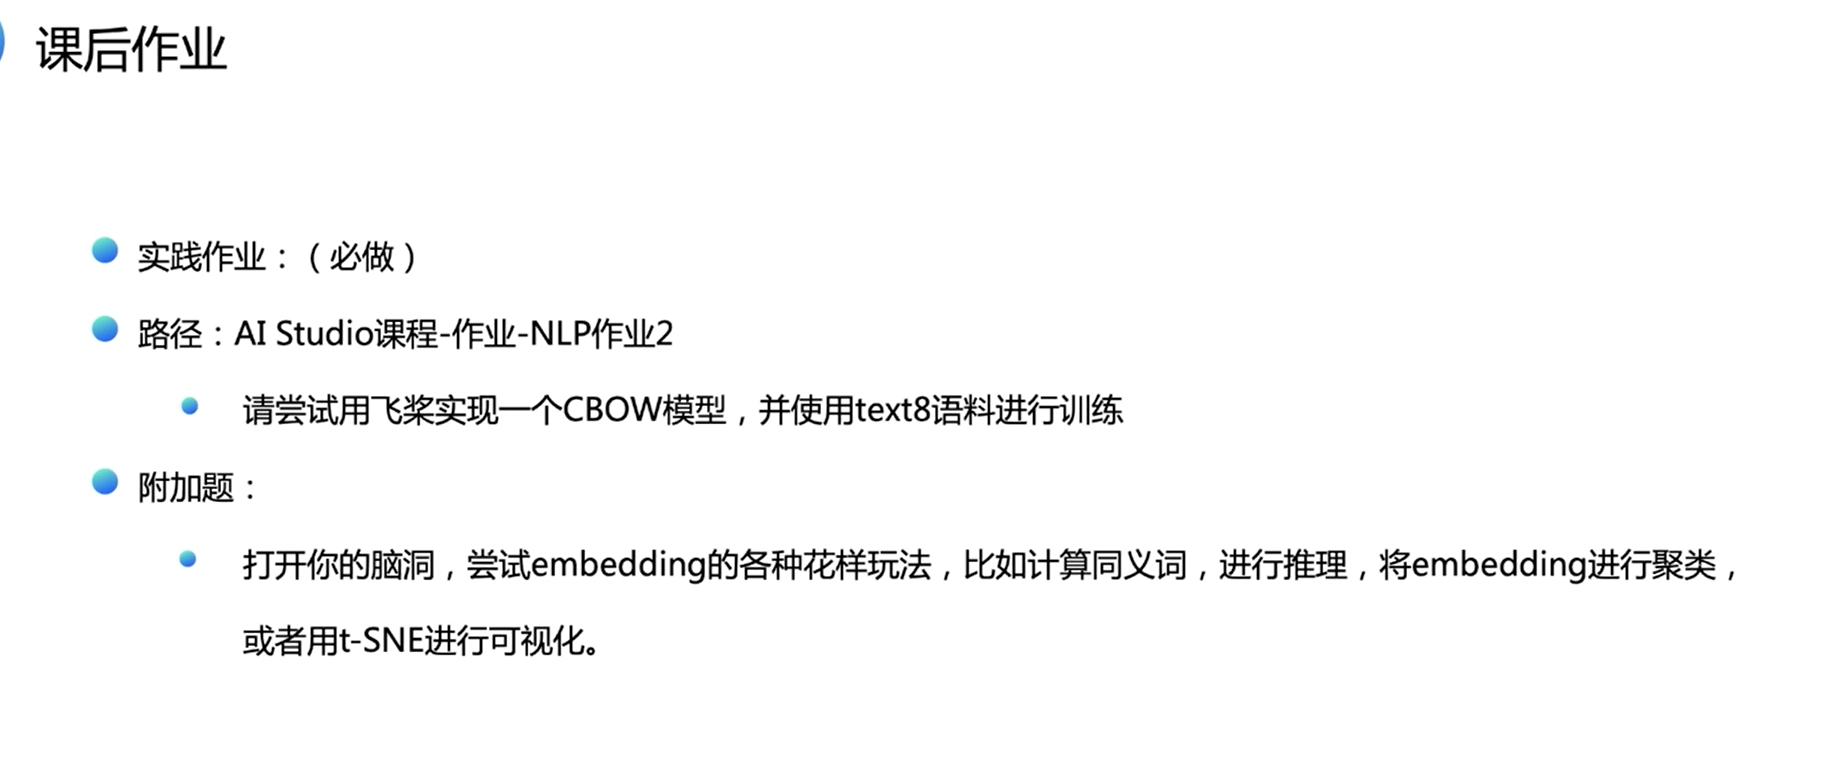 课后作业
实践作业：（必做）
路径：AI Studio课程-作业-NLP作业2
请尝试用飞桨实现一个CBOW模型，并使用text8语料进行训练
附加题：
打开你的脑洞，尝试embedding的各种花样玩法，比如计算同义词，进行推理，将embedding进行聚类，
或者用t-SNE进行可视化。